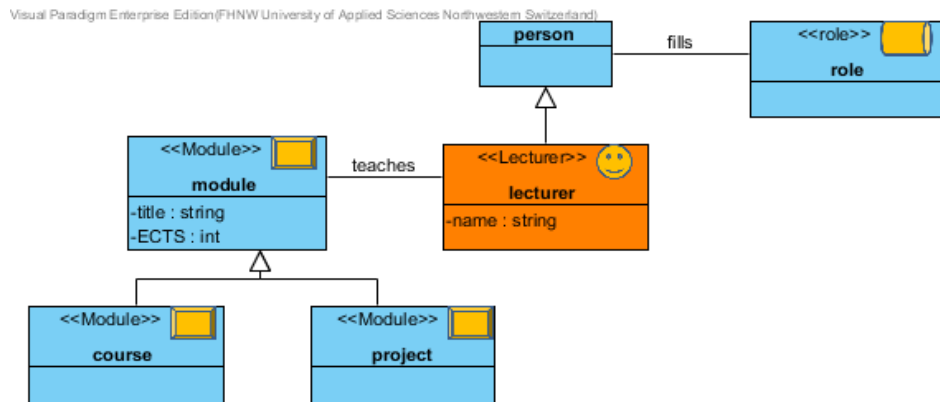 Visual Paradigm Enterprise Edition(FHNW University of Applied Sciences Northwestern Switzerland)
person
fills
<<role>>
role
<<Module>>
module
-title : string
-ECTS : int
teaches
<<Lecturer>>
lecturer
-name : string
<<Module>>
course
<<Module>>
project